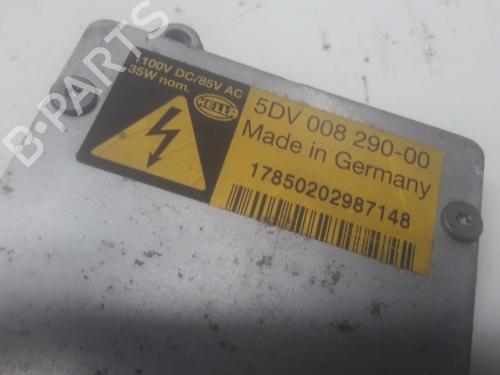 B-PARTS
1100V DC/85V AC
35W nom.
HELLA
5DV 008 290-00
Made in Germany
17850202987148